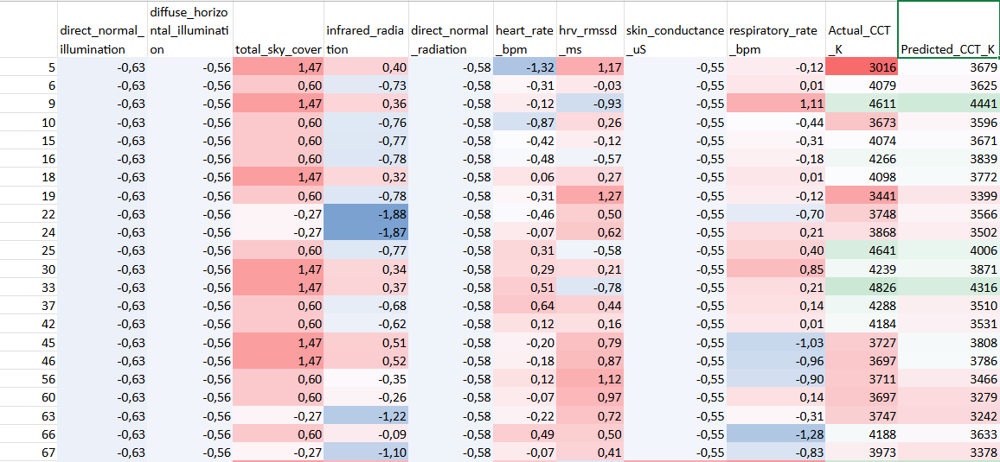 direct_normal_illumination diffuse_horizontal_illumination total_sky_cover infrared_radiation direct_normal_radiation heart_rate_bpm hrv_rmssd_ms skin_conductance_uS respiratory_rate_bpm Actual_CCT_K Predicted_CCT_K
5 -0,63 -0,56 1,47 0,40 -0,58 -1,32 1,17 -0,55 -0,12 3016 3679
6 -0,63 -0,56 0,60 -0,73 -0,58 -0,31 -0,03 -0,55 0,01 4079 3625
9 -0,63 -0,56 1,47 0,36 -0,58 -0,12 -0,93 -0,55 1,11 4611 4441
10 -0,63 -0,56 0,60 -0,76 -0,58 -0,87 0,26 -0,55 -0,44 3673 3596
15 -0,63 -0,56 0,60 -0,77 -0,58 -0,42 -0,12 -0,55 -0,31 4074 3671
16 -0,63 -0,56 0,60 -0,78 -0,58 -0,48 -0,57 -0,55 -0,18 4266 3839
18 -0,63 -0,56 1,47 0,32 -0,58 0,06 0,27 -0,55 0,01 4098 3772
19 -0,63 -0,56 0,60 -0,78 -0,58 -0,31 1,27 -0,55 -0,12 3441 3399
22 -0,63 -0,56 -0,27 -1,88 -0,58 -0,46 0,50 -0,55 -0,70 3748 3566
24 -0,63 -0,56 -0,27 -1,87 -0,58 -0,07 0,62 -0,55 0,21 3868 3502
25 -0,63 -0,56 0,60 -0,77 -0,58 0,31 -0,58 -0,55 0,40 4641 4006
30 -0,63 -0,56 1,47 0,34 -0,58 0,29 0,21 -0,55 0,85 4239 3871
33 -0,63 -0,56 1,47 0,37 -0,58 0,51 -0,78 -0,55 0,21 4826 4316
37 -0,63 -0,56 0,60 -0,68 -0,58 0,64 0,44 -0,55 0,14 4288 3510
42 -0,63 -0,56 0,60 -0,62 -0,58 0,12 0,16 -0,55 0,01 4184 3531
45 -0,63 -0,56 1,47 0,51 -0,58 -0,20 0,79 -0,55 -1,03 3727 3808
46 -0,63 -0,56 1,47 0,52 -0,58 -0,18 0,87 -0,55 -0,96 3697 3786
56 -0,63 -0,56 0,60 -0,35 -0,58 0,12 1,12 -0,55 -0,90 3711 3466
60 -0,63 -0,56 0,60 -0,26 -0,58 -0,07 0,97 -0,55 0,14 3697 3279
63 -0,63 -0,56 -0,27 -1,22 -0,58 -0,22 0,72 -0,55 -0,31 3747 3242
66 -0,63 -0,56 0,60 -0,09 -0,58 0,49 0,50 -0,55 -1,28 4188 3633
67 -0,63 -0,56 -0,27 -1,10 -0,58 -0,07 0,41 -0,55 -0,83 3973 3378